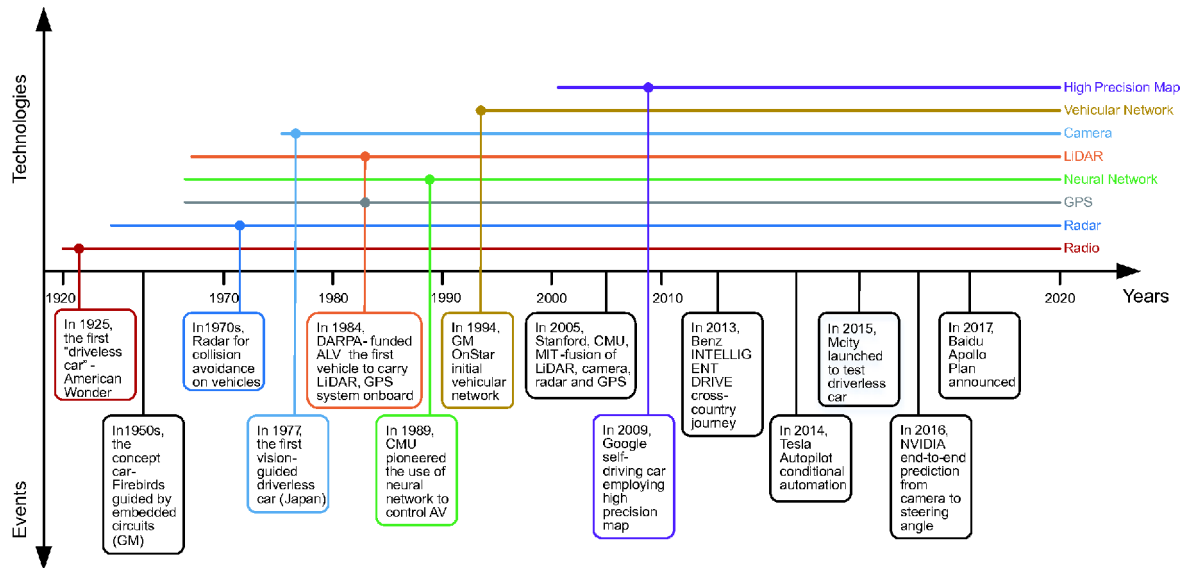 Technologies
High Precision Map
Vehicular Network
Camera
LiDAR
Neural Network
GPS
Radar
Radio
1920
1970
1980
1990
2000
2010
2020
Years
Events
In 1925,
the first
"driveless
car" -
American
Wonder
In1950s,
the
concept
car-
Firebirds
guided by
embedded
circuits
(GM)
In1970s,
Radar for
collision
avoidance
on vehicles
In 1977,
the first
vision-
guided
driverless
car (Japan)
In 1984,
DARPA- funded
ALV the first
vehicle to carry
LiDAR, GPS
system onboard
In 1989,
CMU
pioneered
the use of
neural
network to
control AV
In 1994,
GM
OnStar
initial
vehicular
network
In 2005,
Stanford, CMU,
MIT-fusion of
LiDAR, camera,
radar and GPS
In 2009,
Google
self-
driving car
employing
high
precision
map
In 2013,
Benz
INTELLIG
ENT
DRIVE
cross-
country
journey
In 2014,
Tesla
Autopilot
conditional
automation
In 2015,
Mcity
launched
to test
driverless
car
In 2016,
NVIDIA
end-to-end
prediction
from
camera to
steering
angle
In 2017,
Baidu
Apollo
Plan
announced